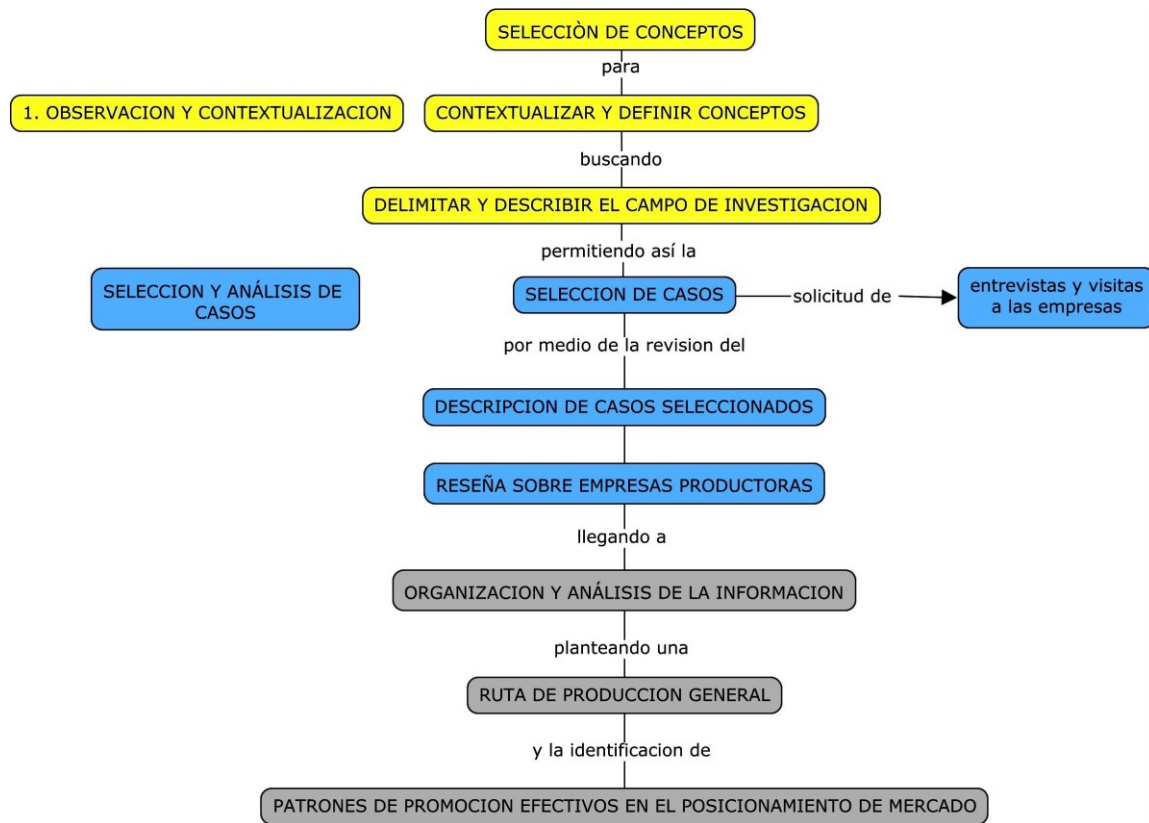 SELECCIÒN DE CONCEPTOS
para
1. OBSERVACION Y CONTEXTUALIZACION
CONTEXTUALIZAR Y DEFINIR CONCEPTOS
buscando
DELIMITAR Y DESCRIBIR EL CAMPO DE INVESTIGACION
permitiendo así la
SELECCION Y ANÁLISIS DE
CASOS
SELECCION DE CASOS
solicitud de
entrevistas y visitas
a las empresas
por medio de la revision del
DESCRIPCION DE CASOS SELECCIONADOS
RESEÑA SOBRE EMPRESAS PRODUCTORAS
llegando a
ORGANIZACION Y ANÁLISIS DE LA INFORMACION
planteando una
RUTA DE PRODUCCION GENERAL
y la identificacion de
PATRONES DE PROMOCION EFECTIVOS EN EL POSICIONAMIENTO DE MERCADO